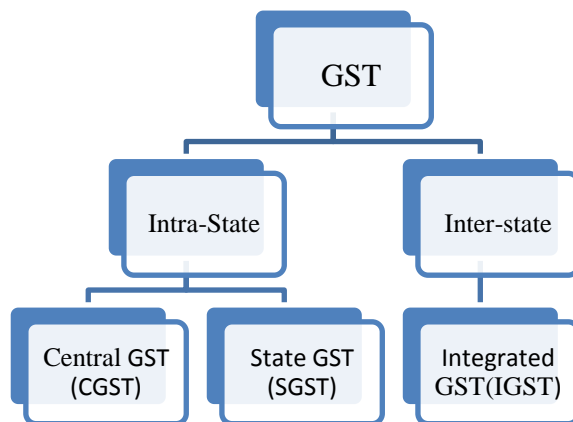 GST
Intra-State
Inter-state
Central GST
(CGST)
State GST
(SGST)
Integrated
GST(IGST)